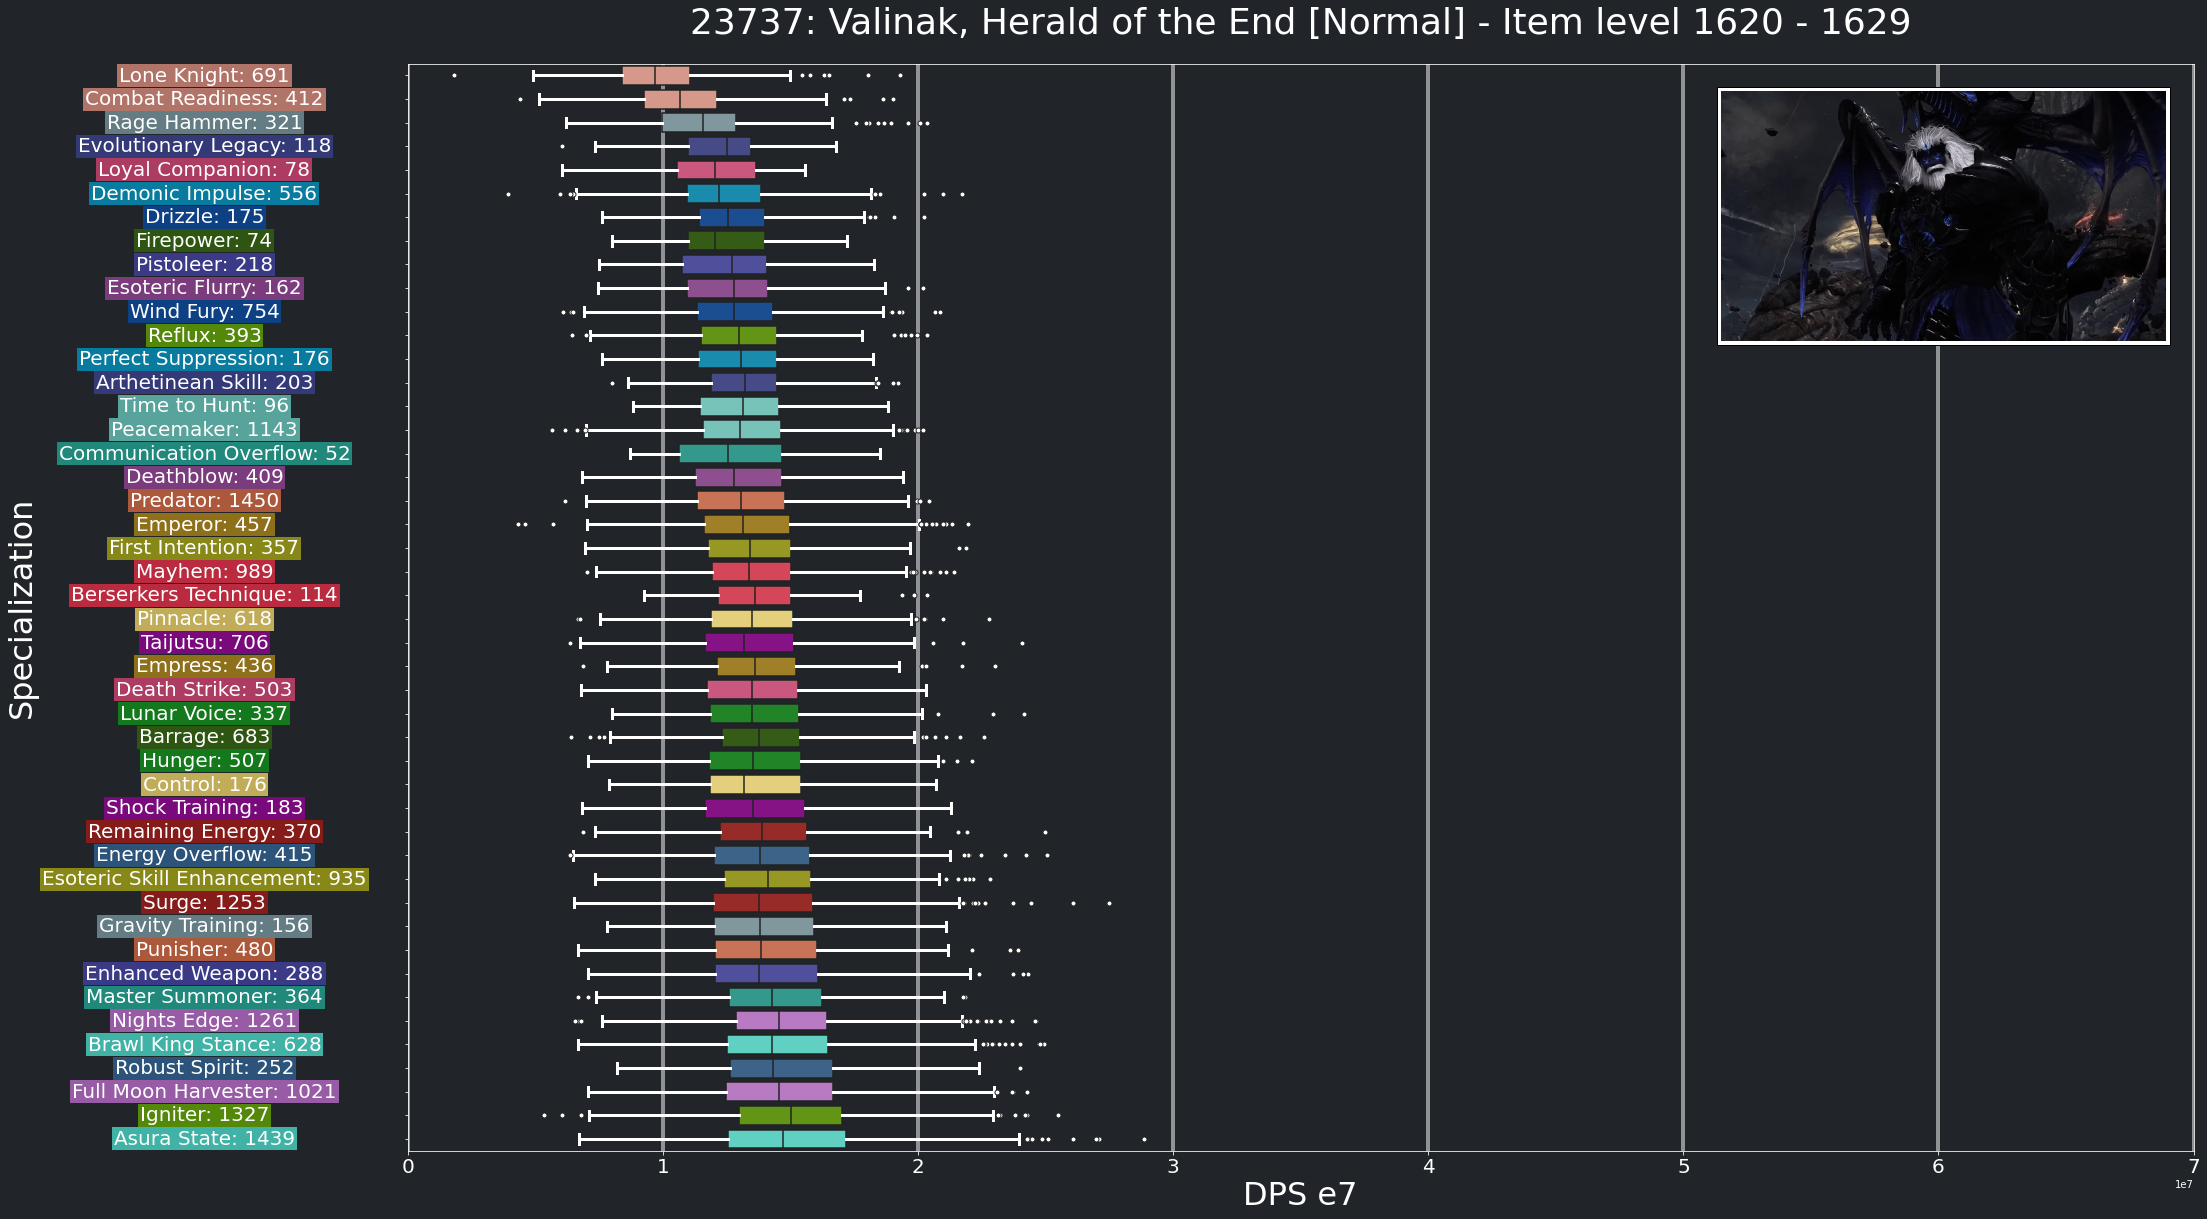 23737: Valinak, Herald of the End [Normal] - Item level 1620 - 1629
Specialization
Lone Knight: 691
Combat Readiness: 412
Rage Hammer: 321
Evolutionary Legacy: 118
Loyal Companion: 78
Demonic Impulse: 556
Drizzle: 175
Firepower: 74
Pistoleer: 218
Esoteric Flurry: 162
Wind Fury: 754
Reflux: 393
Perfect Suppression: 176
Arthetinean Skill: 203
Time to Hunt: 96
Peacemaker: 1143
Communication Overflow: 52
Deathblow: 409
Predator: 1450
Emperor: 457
First Intention: 357
Mayhem: 989
Berserkers Technique: 114
Pinnacle: 618
Taijutsu: 706
Empress: 436
Death Strike: 503
Lunar Voice: 337
Barrage: 683
Hunger: 507
Control: 176
Shock Training: 183
Remaining Energy: 370
Energy Overflow: 415
Esoteric Skill Enhancement: 935
Surge: 1253
Gravity Training: 156
Punisher: 480
Enhanced Weapon: 288
Master Summoner: 364
Nights Edge: 1261
Brawl King Stance: 628
Robust Spirit: 252
Full Moon Harvester: 1021
Igniter: 1327
Asura State: 1439
0 1 2 3 4 5 6 7
1e7
DPS e7